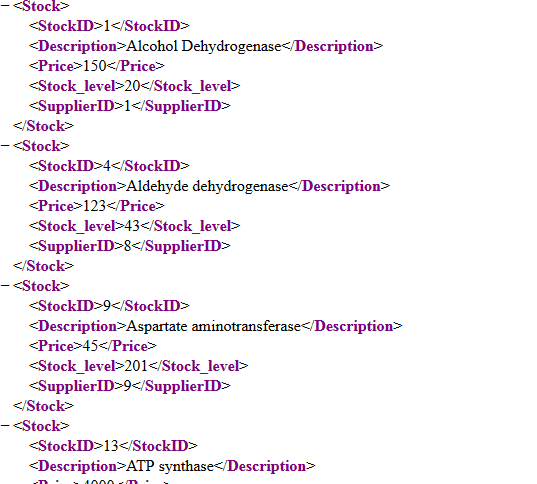 − <Stock>
<StockID>1</StockID>
<Description>Alcohol Dehydrogenase</Description>
<Price>150</Price>
<Stock_level>20</Stock_level>
<SupplierID>1</SupplierID>
</Stock>
− <Stock>
<StockID>4</StockID>
<Description>Aldehyde dehydrogenase</Description>
<Price>123</Price>
<Stock_level>43</Stock_level>
<SupplierID>8</SupplierID>
</Stock>
− <Stock>
<StockID>9</StockID>
<Description>Aspartate aminotransferase</Description>
<Price>45</Price>
<Stock_level>201</Stock_level>
<SupplierID>9</SupplierID>
</Stock>
− <Stock>
<StockID>13</StockID>
<Description>ATP synthase</Description>
<Price>4000</Price>